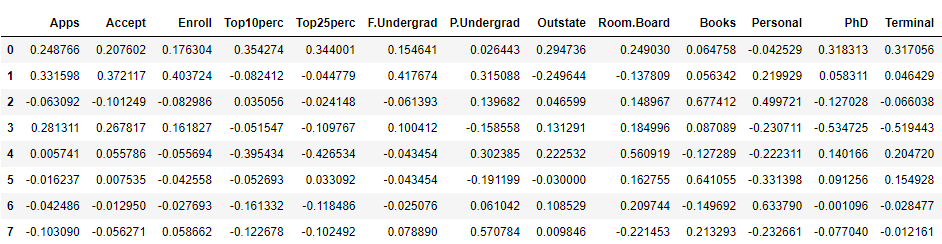 Apps Accept Enroll Top10perc Top25perc F.Undergrad P.Undergrad Outstate Room.Board Books Personal PhD Terminal
0 0.248766 0.207602 0.176304 0.354274 0.344001 0.154641 0.026443 0.294736 0.249030 0.064758 -0.042529 0.318313 0.317056
1 0.331598 0.372117 0.403724 -0.082412 -0.044779 0.417674 0.315088 -0.249644 -0.137809 0.056342 0.219929 0.058311 0.046429
2 -0.063092 -0.101249 -0.082986 0.035056 -0.024148 -0.061393 0.139682 0.046599 0.148967 0.677412 0.499721 -0.127028 -0.066038
3 0.281311 0.267817 0.161827 -0.051547 -0.109767 0.100412 -0.158558 0.131291 0.184996 0.087089 -0.230711 -0.534725 -0.519443
4 0.005741 0.055786 -0.055694 -0.395434 -0.426534 -0.043454 0.302385 0.222532 0.560919 -0.127289 -0.222311 0.140166 0.204720
5 -0.016237 0.007535 -0.042558 -0.052693 0.033092 -0.043454 -0.191199 -0.030000 0.162755 0.641055 -0.331398 0.091256 0.154928
6 -0.042486 -0.012950 -0.027693 -0.161332 -0.118486 -0.025076 0.061042 0.108529 0.209744 -0.149692 0.633790 -0.001096 -0.028477
7 -0.103090 -0.056271 0.058662 -0.122678 -0.102492 0.078890 0.570784 0.009846 -0.221453 0.213293 -0.232661 -0.077040 -0.012161